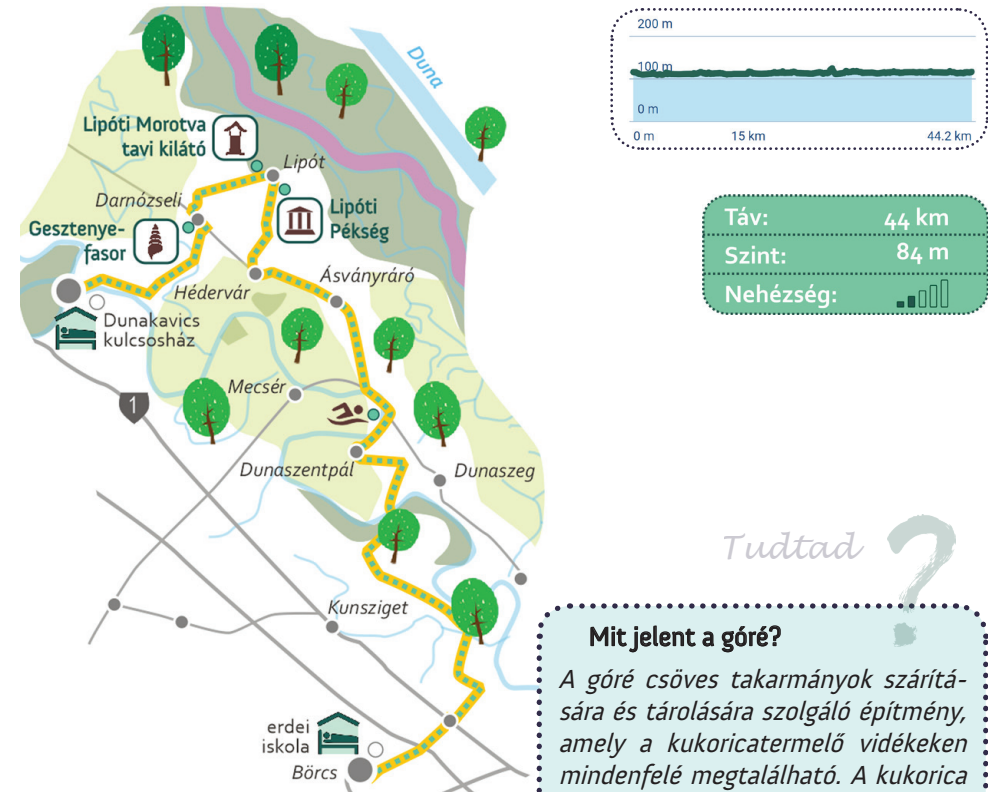 200 m
100 m
0 m
0 m
15 km
44.2 km
Duna
Lipóti Morotva
tavi kilátó
Lipót
Darnózseli
Lipóti
Pékség
Gesztenye-
fasor
Ásványráró
Hédervár
Táv: 44 km
Szint: 84 m
Nehézség:
Dunakavics
kulcsosház
1
Mecsér
Dunaszentpál
Dunaszeg
Tudtad
?
Kunsziget
Mit jelent a góré?
A góré csöves takarmányok szárítá-
sára és tárolására szolgáló építmény,
amely a kukoricatermelő vidékeken
mindenfelé megtalálható. A kukorica
erdei
iskola
Börcs